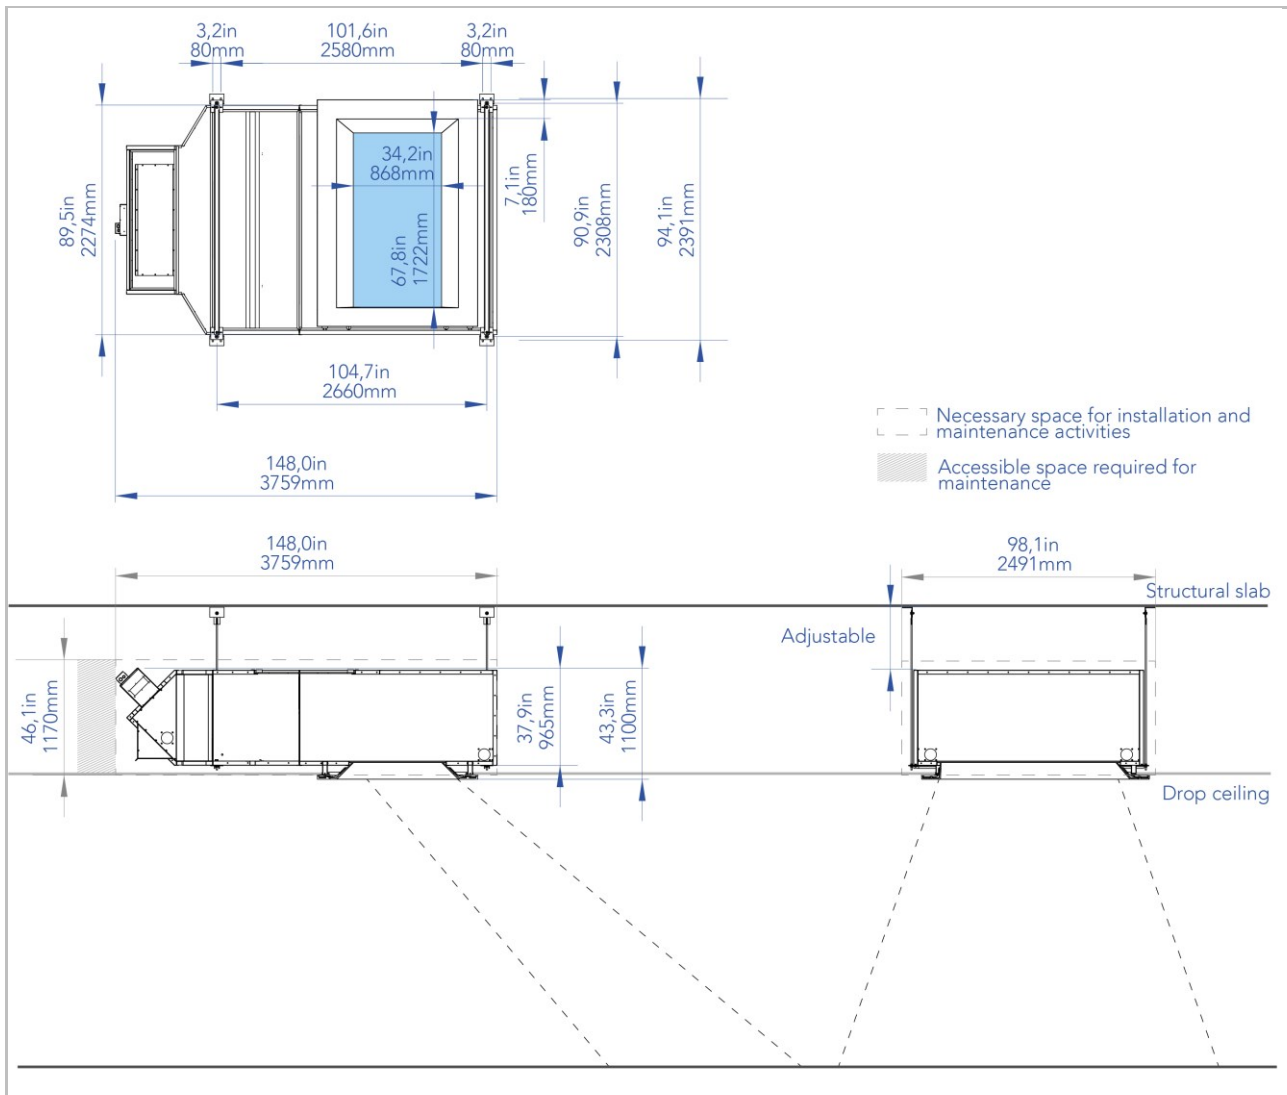 3,2in
80mm
101,6in
2580mm
3,2in
80mm
89,5in
2274mm
34,2in
868mm
67,8in
1722mm
7,1in
180mm
90,9in
2308mm
94,1in
2391mm
104,7in
2660mm
148,0in
3759mm
Necessary space for installation and
maintenance activities
Accessible space required for
maintenance
148,0in
3759mm
98,1in
2491mm
Structural slab
Adjustable
46,1in
1170mm
37,9in
965mm
43,3in
1100mm
Drop ceiling